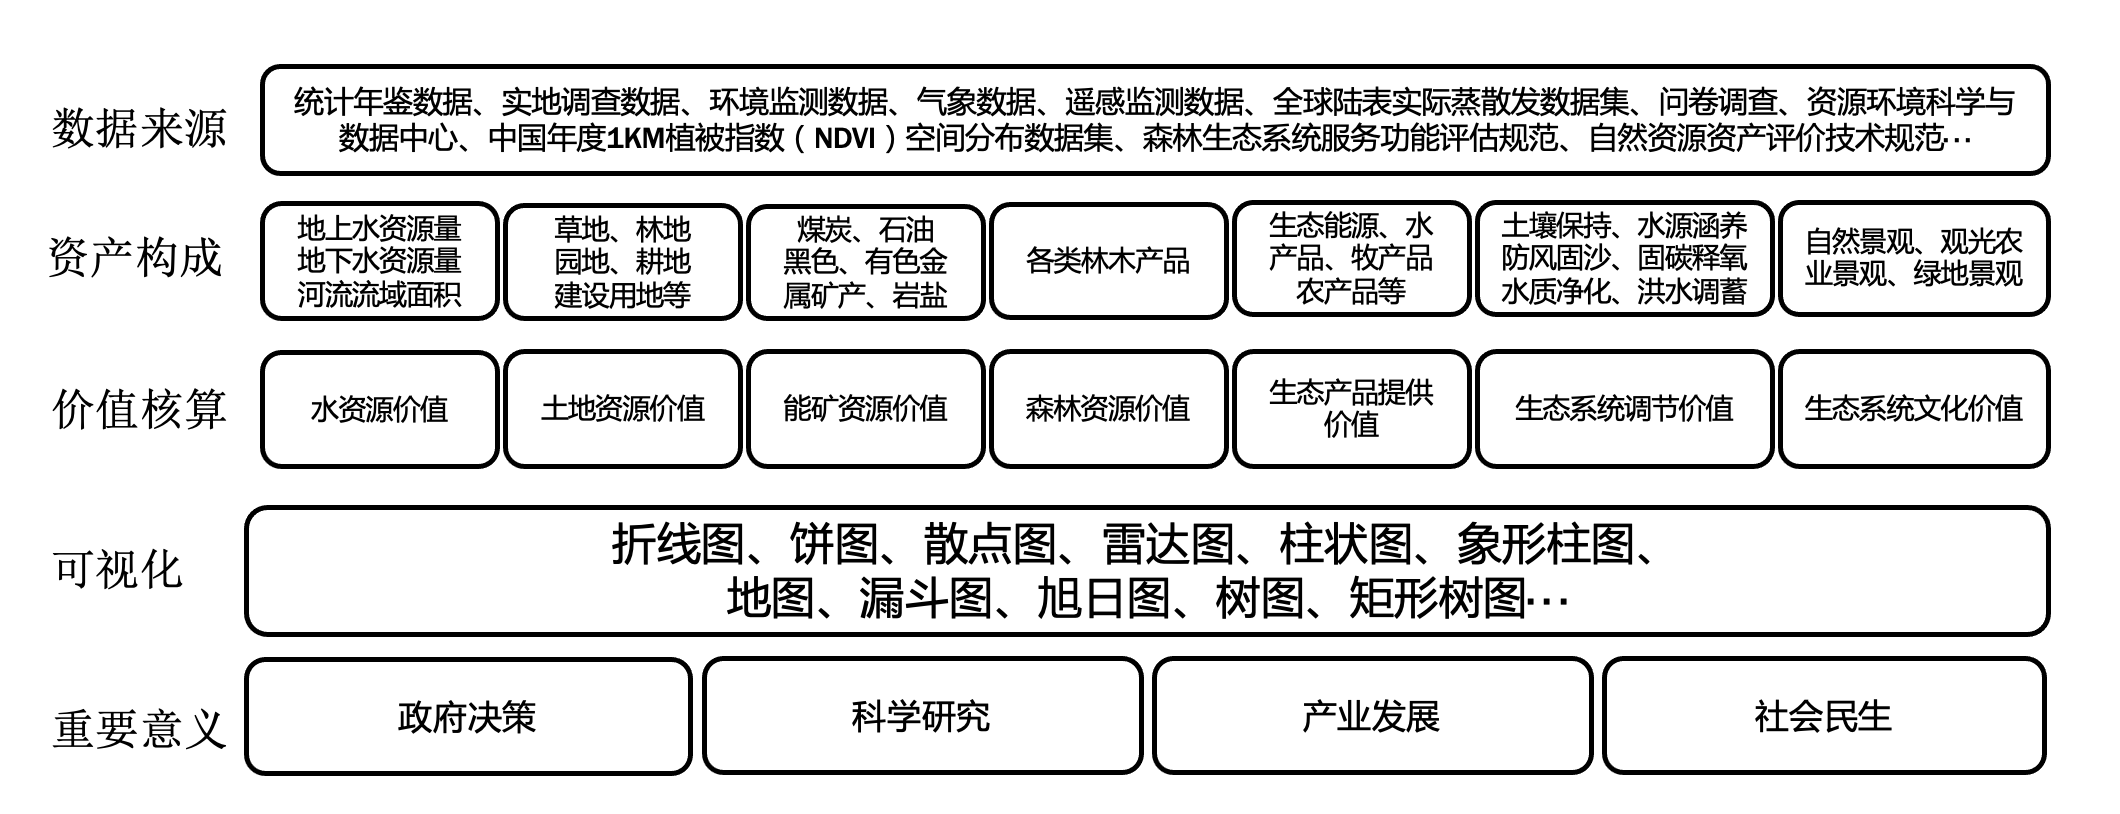 数据来源
统计年鉴数据、实地调查数据、环境监测数据、气象数据、遥感监测数据、全球陆表实际蒸散发数据集、问卷调查、资源环境科学与
数据中心、中国年度1KM植被指数（NDVI）空间分布数据集、森林生态系统服务功能评估规范、自然资源资产评价技术规范…
资产构成
地上水资源量
地下水资源量
河流流域面积
草地、林地
园地、耕地
建设用地等
煤炭、石油
黑色、有色金
属矿产、岩盐
各类林木产品
生态能源、水
产品、牧产品
农产品等
土壤保持、水源涵养
防风固沙、固碳释氧
水质净化、洪水调蓄
自然景观、观光农
业景观、绿地景观
价值核算
水资源价值
土地资源价值
能矿资源价值
森林资源价值
生态产品提供
价值
生态系统调节价值
生态系统文化价值
可视化
折线图、饼图、散点图、雷达图、柱状图、象形柱图、
地图、漏斗图、旭日图、树图、矩形树图…
重要意义
政府决策
科学研究
产业发展
社会民生